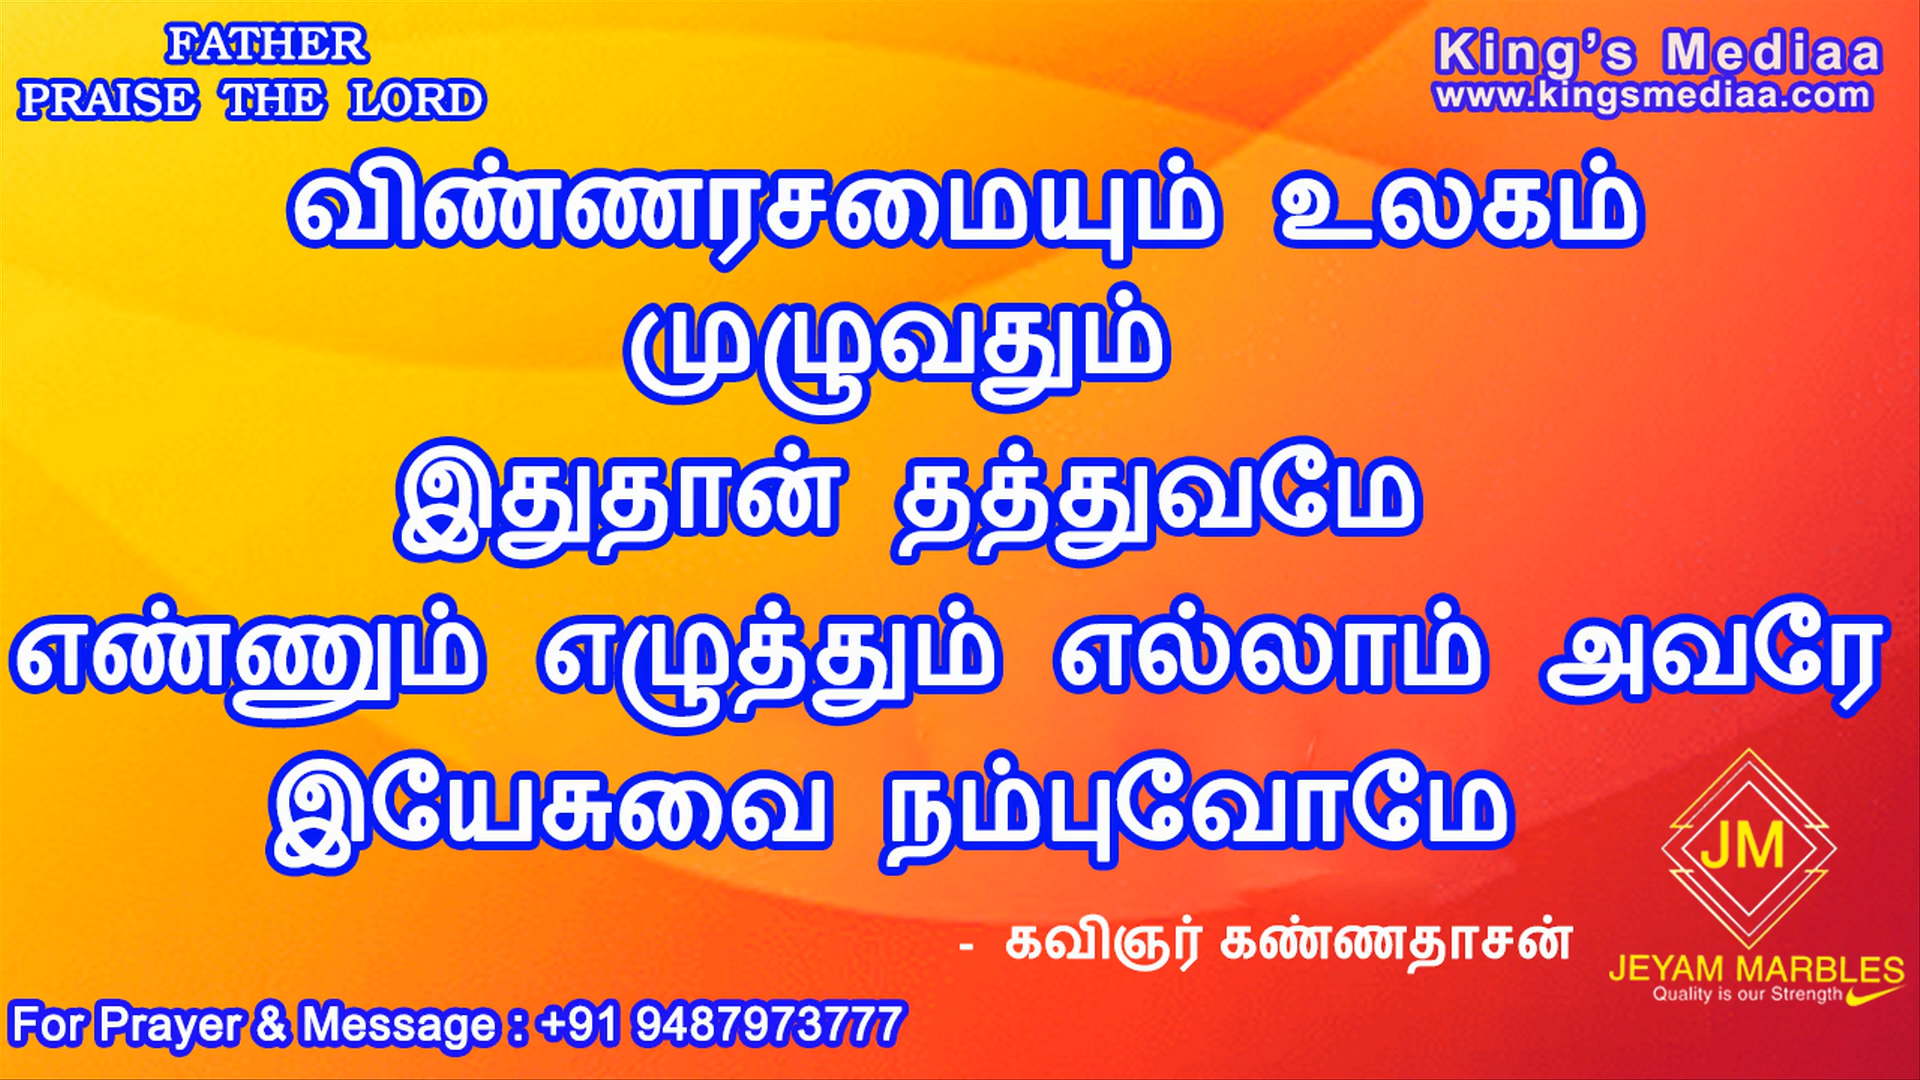 FATHER
PRAISE THE LORD
King's Mediaa
www.kingsmediaa.com
விண்ணரசமையும் உலகம்
முழுவதும்
இதுதான் தத்துவமே
எண்ணும் எழுத்தும் எல்லாம் அவரே
இயேசுவை நம்புவோமே
- கவிஞர் கண்ணதாசன்
JM
JEYAM MARBLES
Quality is our Strength
For Prayer & Message : +91 9487973777